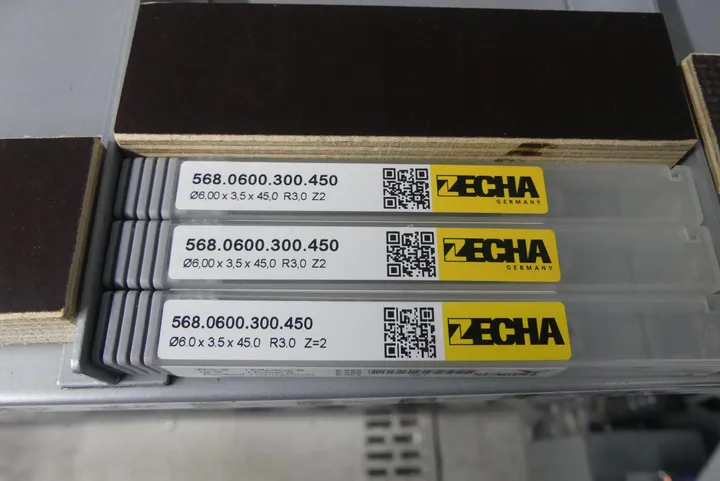 568.0600.300.450
Ø6,00 x 3,5 x 45,0 R3,0 Z2
ZECHA
GERMANY
568.0600.300.450
Ø6,00 x 3,5 x 45,0 R3,0 Z2
ZECHA
GERMANY
568.0600.300.450
Ø6.0 x 3.5 x 45.0 R3.0 Z=2
ZECHA